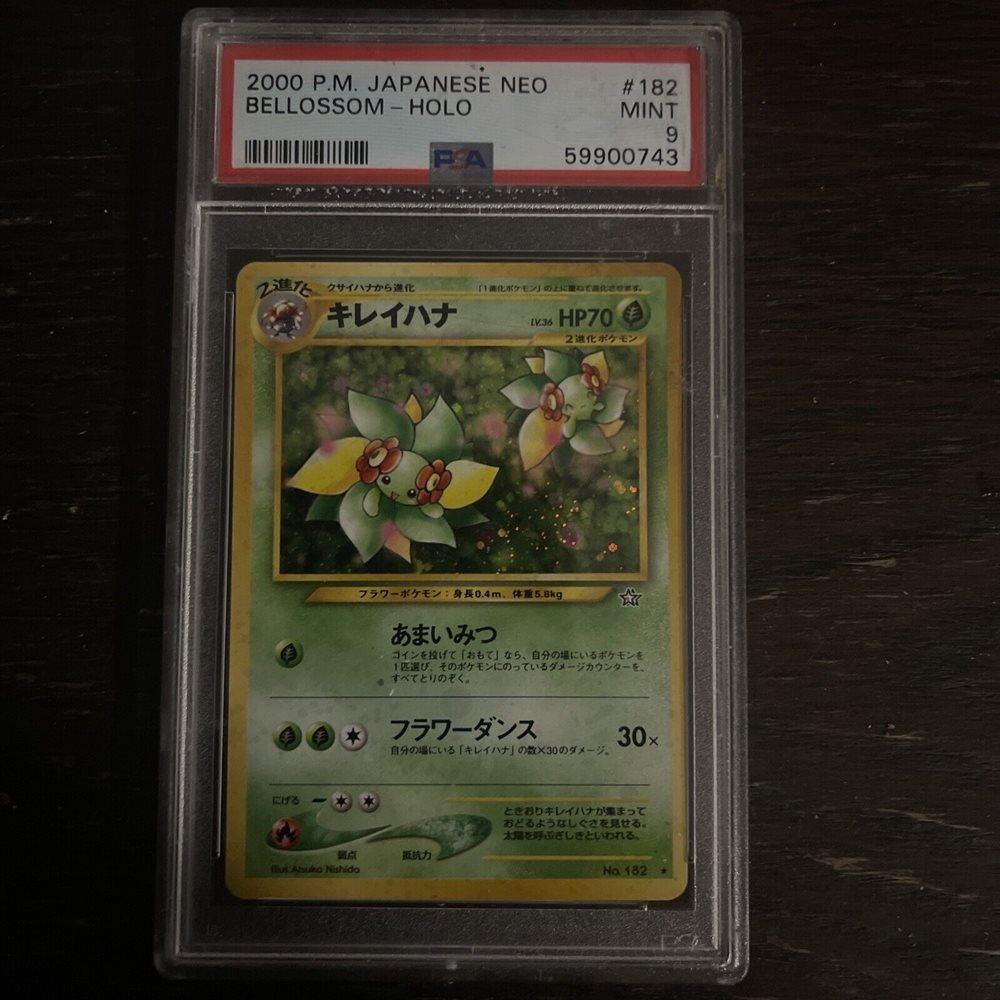 2000 P.M. JAPANESE NEO #182
BELLOSSOM - HOLO MINT
9
PSA 59900743
2進化 クサイハナから進化 「1進化ポケモン」の上に重ねて進化させます。
キレイハナ LV.36 HP70
2進化ポケモン
フラワーポケモン：身長0.4m、体重5.8kg
あまいみつ
コインを投げて「おもて」なら、自分の場にいるポケモンを
1匹選び、そのポケモンにのっているダメージカウンターを、
すべてとりのぞく。
フラワーダンス 30×
自分の場にいる「キレイハナ」の数×30のダメージ。
にげる
ときおりキレイハナが集まって
おどるようなしぐさを見せる。
太陽を呼ぶぎしきといわれる。
弱点 抵抗力
Illus. Atsuko Nishida No. 182